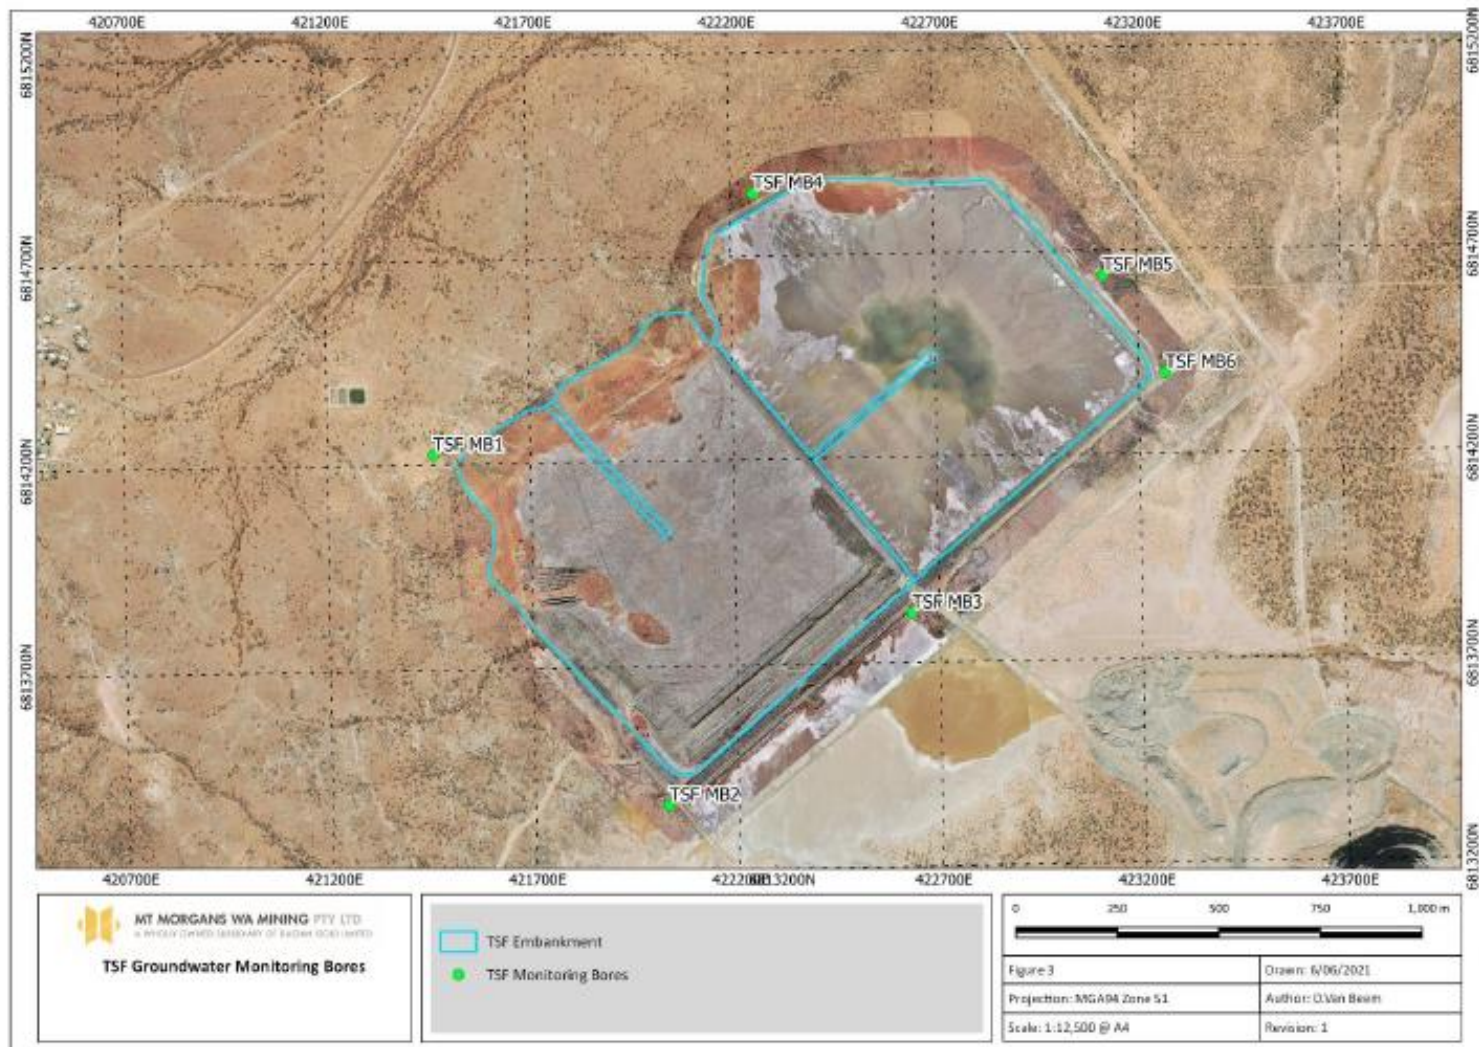 420700E 421200E 421700E 422200E 422700E 423200E 423700E
6815200N 6815200N
TSF MB4
6814700N 6814700N
TSF MB5
TSF MB6
TSF MB1
6814200N 6814200N
TSF MB3
6813700N 6813700N
TSF MB2
6813200N
420700E 421200E 421700E 422200E 6813200N 422700E 423200E 423700E
MT MORGANS WA MINING PTY LTD
TSF Groundwater Monitoring Bores
TSF Embankment
TSF Monitoring Bores
0 250 500 750 1,000 m
Figure 3 Drawn: 6/06/2021
Projection: MGA94 Zone 51 Author: O.Van Beem
Scale: 1:12,500 @ A4 Revision: 1